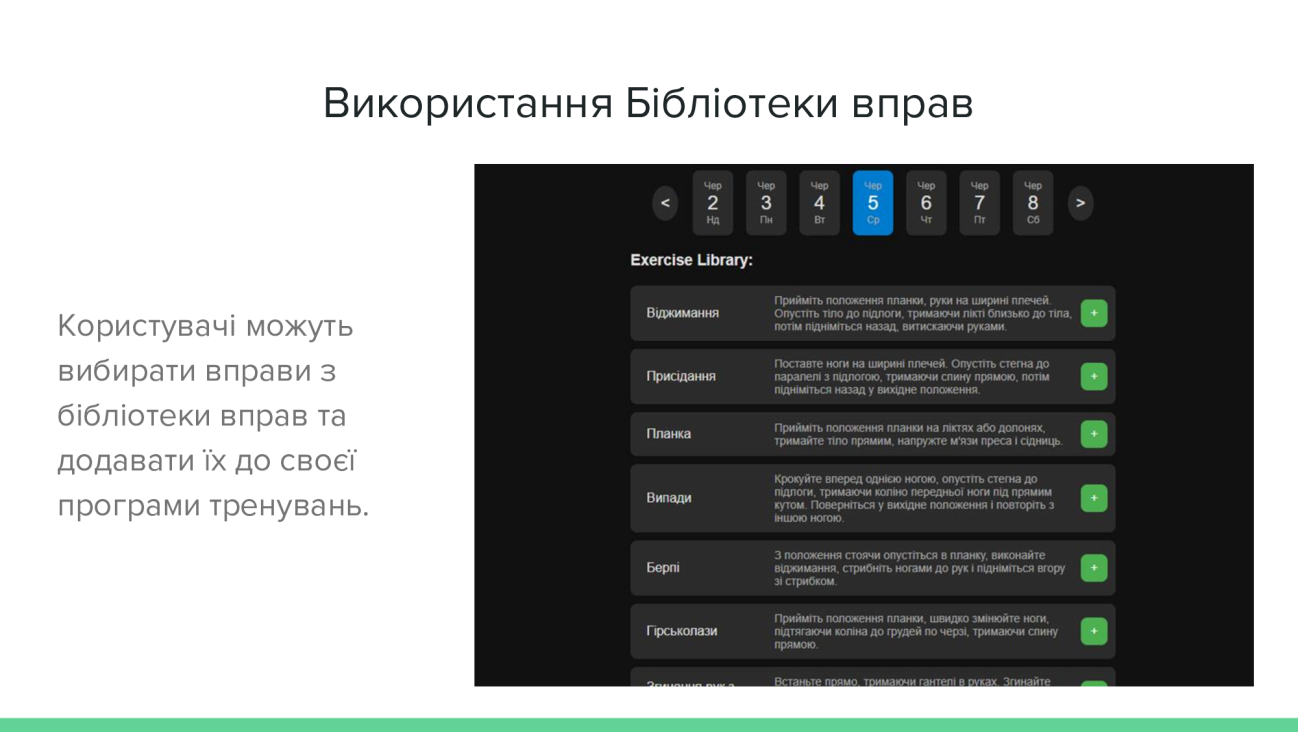 Використання Бібліотеки вправ
Користувачі можуть
вибирати вправи з
бібліотеки вправ та
додавати їх до своєї
програми тренувань.
<
Чер
2
Нд
Чер
3
Пн
Чер
4
Вт
Чер
5
Ср
Чер
6
Чт
Чер
7
Пт
Чер
8
Сб
>
Exercise Library:
Віджимання
Прийміть положення планки, руки на ширині плечей.
Опустіть тіло до підлоги, тримаючи лікті близько до тіла,
потім підніміться назад, витискаючи руками.
+
Присідання
Поставте ноги на ширині плечей. Опустіть стегна до
паралелі з підлогою, тримаючи спину прямою, потім
підніміться назад у вихідне положення.
+
Планка
Прийміть положення планки на ліктях або долонях,
тримайте тіло прямим, напружте м'язи преса і сідниць.
+
Випади
Крокуйте вперед однією ногою, опустіть стегна до
підлоги, тримаючи коліно передньої ноги під прямим
кутом. Поверніться у вихідне положення і повторіть з
іншою ногою.
+
Берпі
З положення стоячи опустіться в планку, виконайте
віджимання, стрибніть ногами до рук і підніміться вгору
зі стрибком.
+
Гірськолази
Прийміть положення планки, швидко змінюйте ноги,
підтягаючи коліна до грудей по черзі, тримаючи спину
прямою.
+
Згинання рук з
Встаньте прямо, тримаючи гантелі в руках. Згинайте